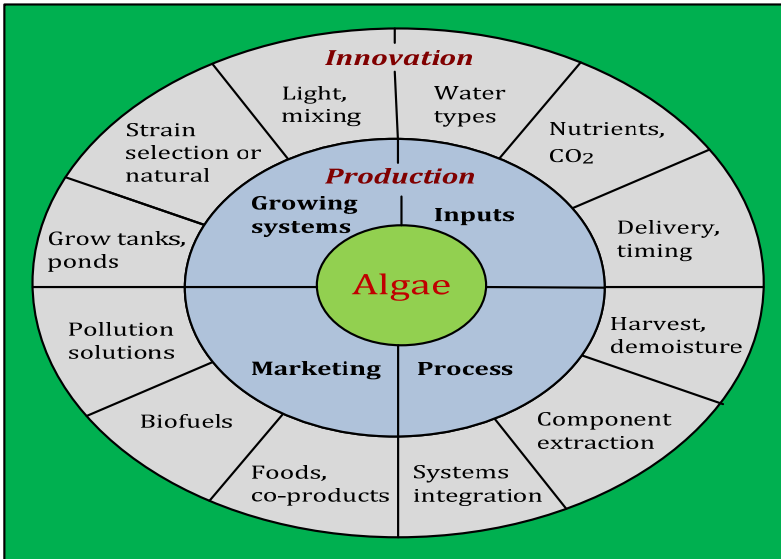 Innovation
Light,
mixing
Water
types
Strain
selection or
natural
Nutrients,
CO2
Production
Growing
systems
Inputs
Grow tanks,
ponds
Delivery,
timing
Algae
Pollution
solutions
Harvest,
demoisture
Marketing
Process
Biofuels
Component
extraction
Foods,
co-products
Systems
integration